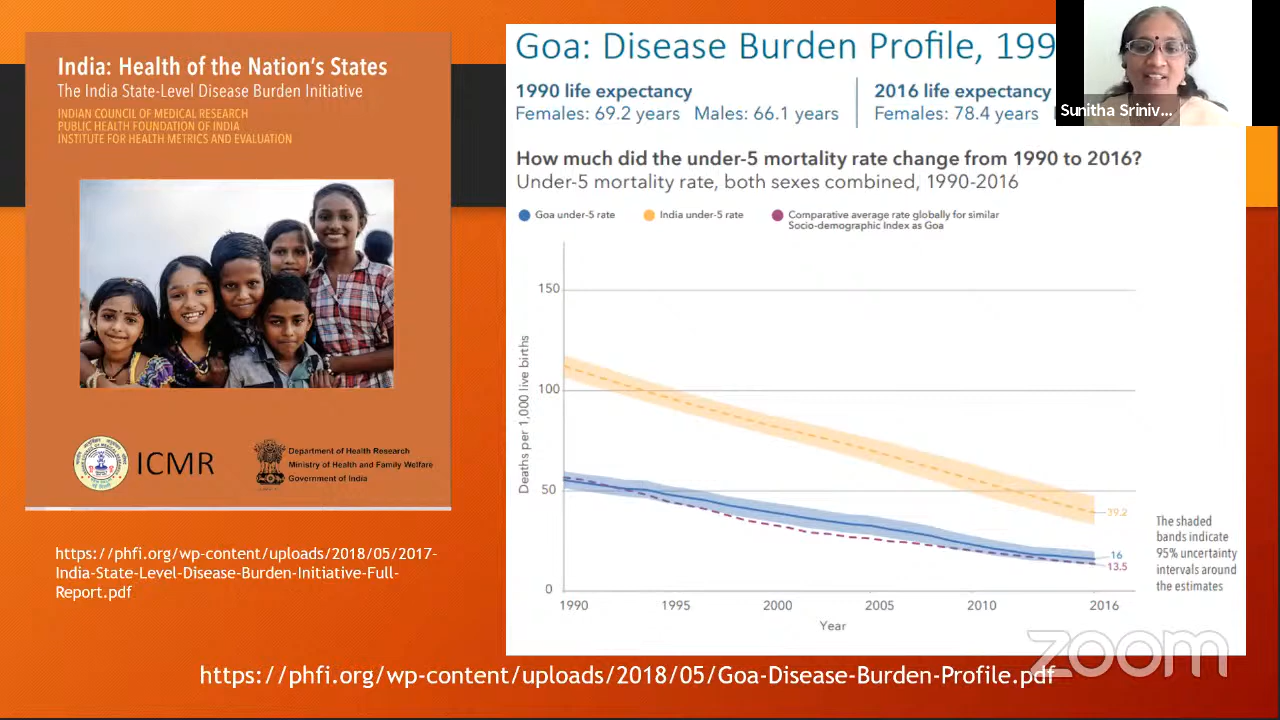 India: Health of the Nation's States
The India State-Level Disease Burden Initiative
INDIAN COUNCIL OF MEDICAL RESEARCH
PUBLIC HEALTH FOUNDATION OF INDIA
INSTITUTE FOR HEALTH METRICS AND EVALUATION
ICMR
Department of Health Research
Ministry of Health and Family Welfare
Government of India
https://phfi.org/wp-content/uploads/2018/05/2017-
India-State-Level-Disease-Burden-Initiative-Full-
Report.pdf
Goa: Disease Burden Profile, 199
1990 life expectancy
Females: 69.2 years Males: 66.1 years
2016 life expectancy
Females: 78.4 years
Sunitha Sriniv...
How much did the under-5 mortality rate change from 1990 to 2016?
Under-5 mortality rate, both sexes combined, 1990-2016
Goa under-5 rate
India under-5 rate
Comparative average rate globally for similar
Socio-demographic Index as Goa
Deaths per 1,000 live births
150
100
50
0
39.2
16
13.5
1990 1995 2000 2005 2010 2016
Year
The shaded
bands indicate
95% uncertainty
intervals around
the estimates
zoom
https://phfi.org/wp-content/uploads/2018/05/Goa-Disease-Burden-Profile.pdf